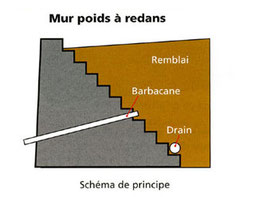 Mur poids à redans
Remblai
Barbacane
Drain
Schéma de principe